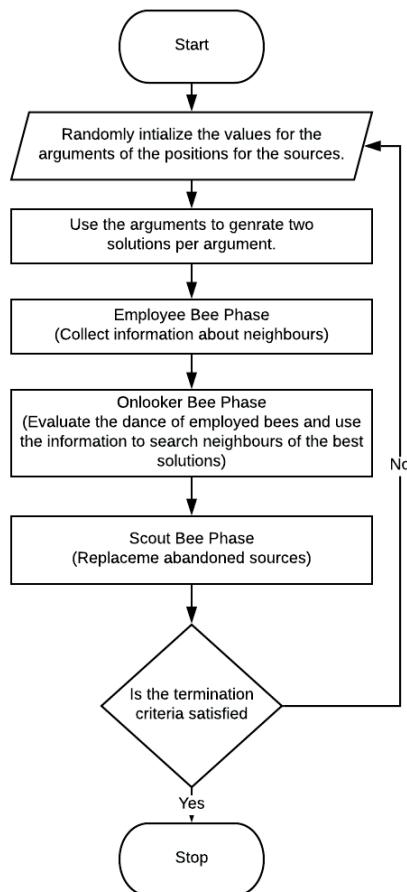 Start
Randomly intialize the values for the
arguments of the positions for the sources.
Use the arguments to genrate two
solutions per argument.
Employee Bee Phase
(Collect information about neighbours)
Onlooker Bee Phase
(Evaluate the dance of employed bees and use
the information to search neighbours of the best
solutions)
No
Scout Bee Phase
(Replaceme abandoned sources)
Is the termination
criteria satisfied
Yes
Stop